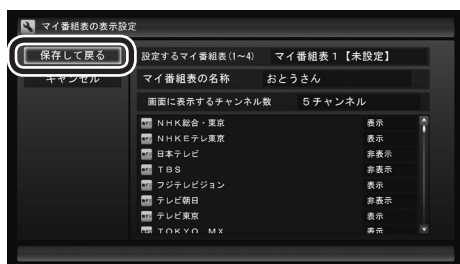 マイ番組表の表示設定
保存して戻る
設定するマイ番組表(1～4) マイ番組表1【未設定】
キャンセル
マイ番組表の名称 おとうさん
画面に表示するチャンネル数 5チャンネル
NHK総合・東京 表示
NHKEテレ東京 表示
日本テレビ 非表示
TBS 非表示
フジテレビジョン 表示
テレビ朝日 非表示
テレビ東京 表示
TOKYO MX 表示